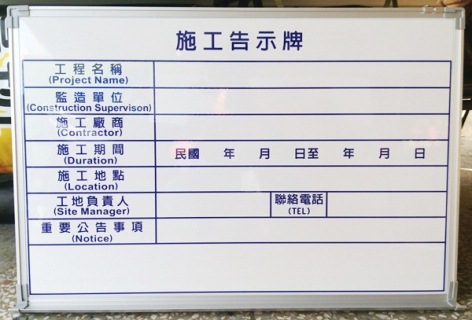 施工告示牌
工程名稱
(Project Name)
監造單位
(Construction Supervison)
施工廠商
(Contractor)
施工期間
(Duration)
民國 年 月 日至 年 月 日
施工地點
(Location)
工地負責人
(Site Manager)
聯絡電話
(TEL)
重要公告事項
(Notice)